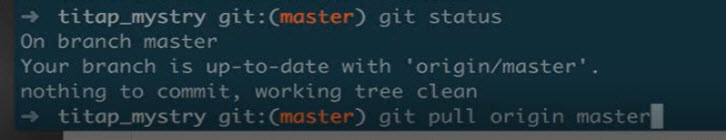 → titap_mystry git:(master) git status
On branch master
Your branch is up-to-date with 'origin/master'.
nothing to commit, working tree clean
→ titap_mystry git:(master) git pull origin master